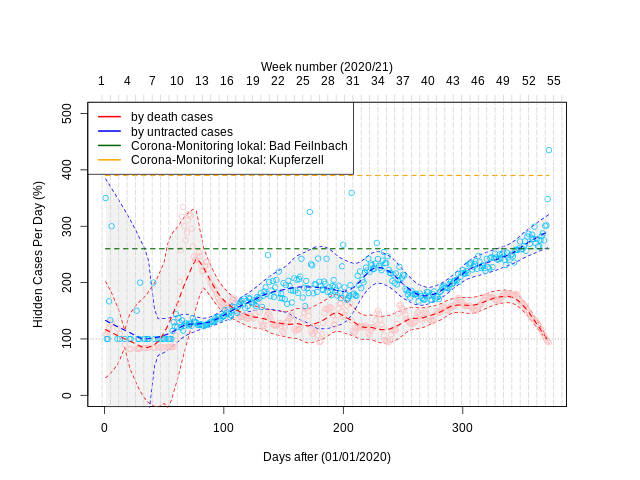 Week number (2020/21)
1 4 7 10 13 16 19 22 25 28 31 34 37 40 43 46 49 52 55
by death cases
by untracted cases
Corona-Monitoring lokal: Bad Feilnbach
Corona-Monitoring lokal: Kupferzell
Hidden Cases Per Day (%)
500
400
300
200
100
0
0 100 200 300
Days after (01/01/2020)